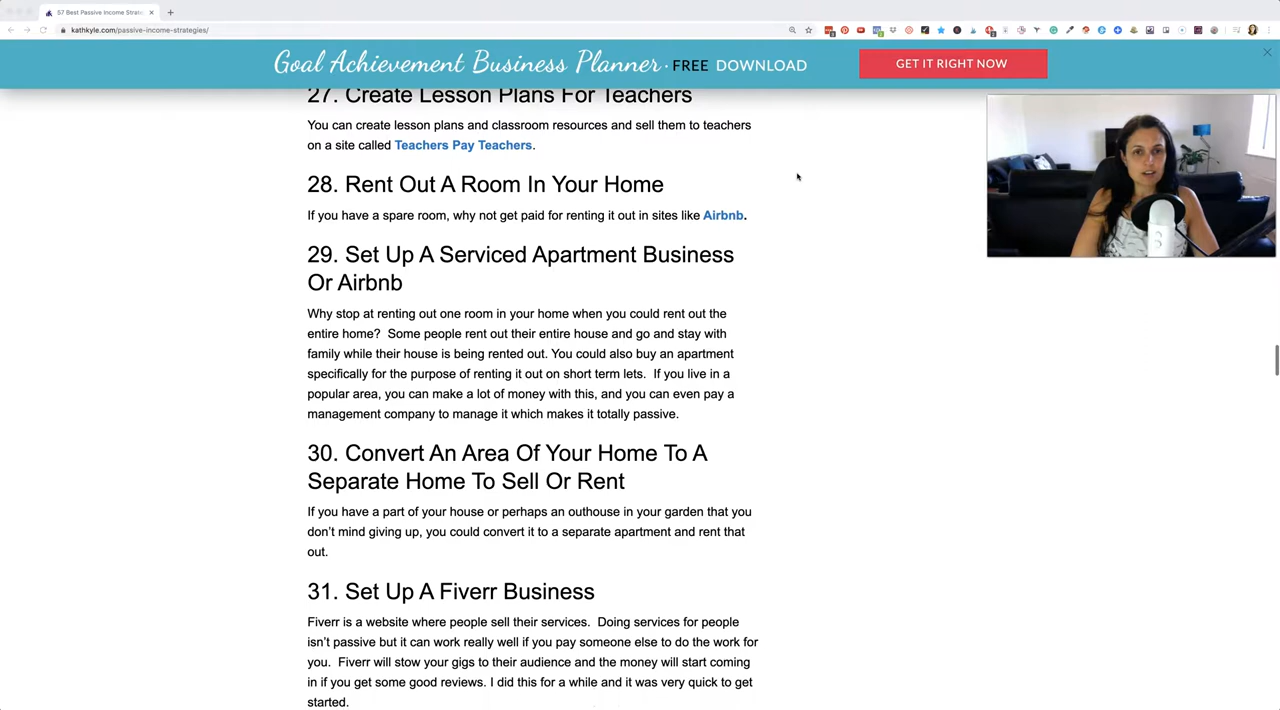 57 Best Passive Income Strate
kathkyle.com/passive-income-strategies/
Goal Achievement Business Planner · FREE DOWNLOAD
GET IT RIGHT NOW
27. Create Lesson Plans For Teachers
You can create lesson plans and classroom resources and sell them to teachers
on a site called Teachers Pay Teachers.
28. Rent Out A Room In Your Home
If you have a spare room, why not get paid for renting it out in sites like Airbnb.
29. Set Up A Serviced Apartment Business
Or Airbnb
Why stop at renting out one room in your home when you could rent out the
entire home? Some people rent out their entire house and go and stay with
family while their house is being rented out. You could also buy an apartment
specifically for the purpose of renting it out on short term lets. If you live in a
popular area, you can make a lot of money with this, and you can even pay a
management company to manage it which makes it totally passive.
30. Convert An Area Of Your Home To A
Separate Home To Sell Or Rent
If you have a part of your house or perhaps an outhouse in your garden that you
don't mind giving up, you could convert it to a separate apartment and rent that
out.
31. Set Up A Fiverr Business
Fiverr is a website where people sell their services. Doing services for people
isn't passive but it can work really well if you pay someone else to do the work for
you. Fiverr will stow your gigs to their audience and the money will start coming
in if you get some good reviews. I did this for a while and it was very quick to get
started.